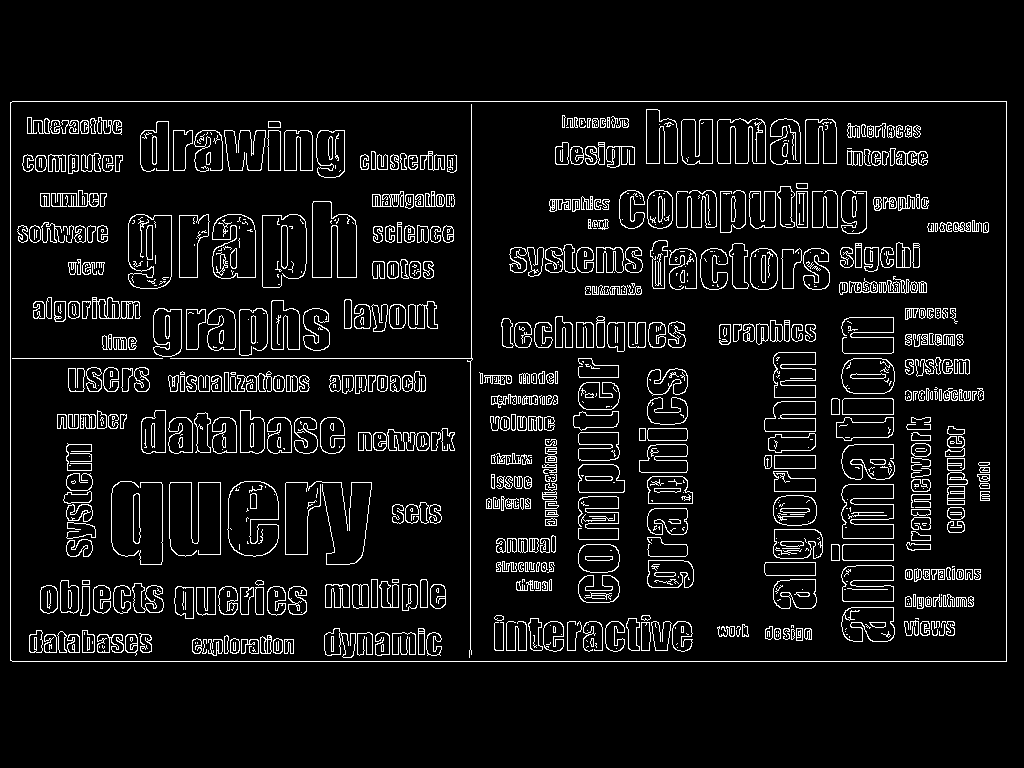 Interactive drawing
computer clustering
number navigation
graph
software science
view notes
algorithm graphs layout
time
users visualizations approach
number database network
system query sets
objects queries multiple
databases exploration dynamic
human interfaces
design interface
graphics computing graphic
processing
systems factors sigchi
automatic presentation
techniques graphics process
systems
image model computer graphics algorithm animation system
performance architecture
volume
displays applications framework computer model
issue
objects
annual
structures operations
virtual algorithms
interactive work design views